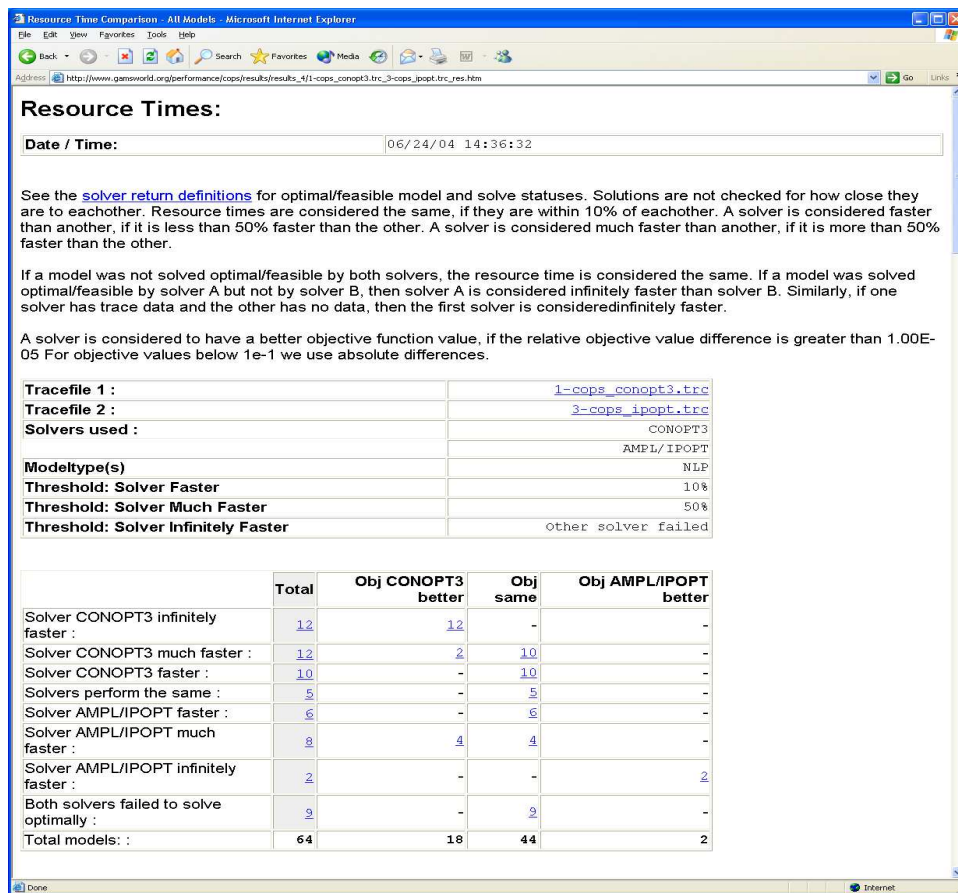 Resource Time Comparison - All Models - Microsoft Internet Explorer
File Edit View Favorites Tools Help
Back Search Favorites Media
Address http://www.gamsworld.org/performance/cops/results/results_4/1-cops_conopt3.trc_3-cops_ipopt.trc_res.htm Go Links
Resource Times:
Date / Time: 06/24/04 14:36:32
See the solver return definitions for optimal/feasible model and solve statuses. Solutions are not checked for how close they
are to eachother. Resource times are considered the same, if they are within 10% of eachother. A solver is considered faster
than another, if it is less than 50% faster than the other. A solver is considered much faster than another, if it is more than 50%
faster than the other.
If a model was not solved optimal/feasible by both solvers, the resource time is considered the same. If a model was solved
optimal/feasible by solver A but not by solver B, then solver A is considered infinitely faster than solver B. Similarly, if one
solver has trace data and the other has no data, then the first solver is consideredinfinitely faster.
A solver is considered to have a better objective function value, if the relative objective value difference is greater than 1.00E-
05 For objective values below 1e-1 we use absolute differences.
Tracefile 1 : 1-cops_conopt3.trc
Tracefile 2 : 3-cops_ipopt.trc
Solvers used : CONOPT3
AMPL/IPOPT
Modeltype(s) NLP
Threshold: Solver Faster 10%
Threshold: Solver Much Faster 50%
Threshold: Solver Infinitely Faster Other solver failed
Total Obj CONOPT3 better Obj same Obj AMPL/IPOPT better
Solver CONOPT3 infinitely faster : 12 12 - -
Solver CONOPT3 much faster : 12 2 10 -
Solver CONOPT3 faster : 10 - 10 -
Solvers perform the same : 5 - 5 -
Solver AMPL/IPOPT faster : 6 - 6 -
Solver AMPL/IPOPT much faster : 8 4 4 -
Solver AMPL/IPOPT infinitely faster : 2 - - 2
Both solvers failed to solve optimally : 9 - 9 -
Total models: : 64 18 44 2
Done Internet